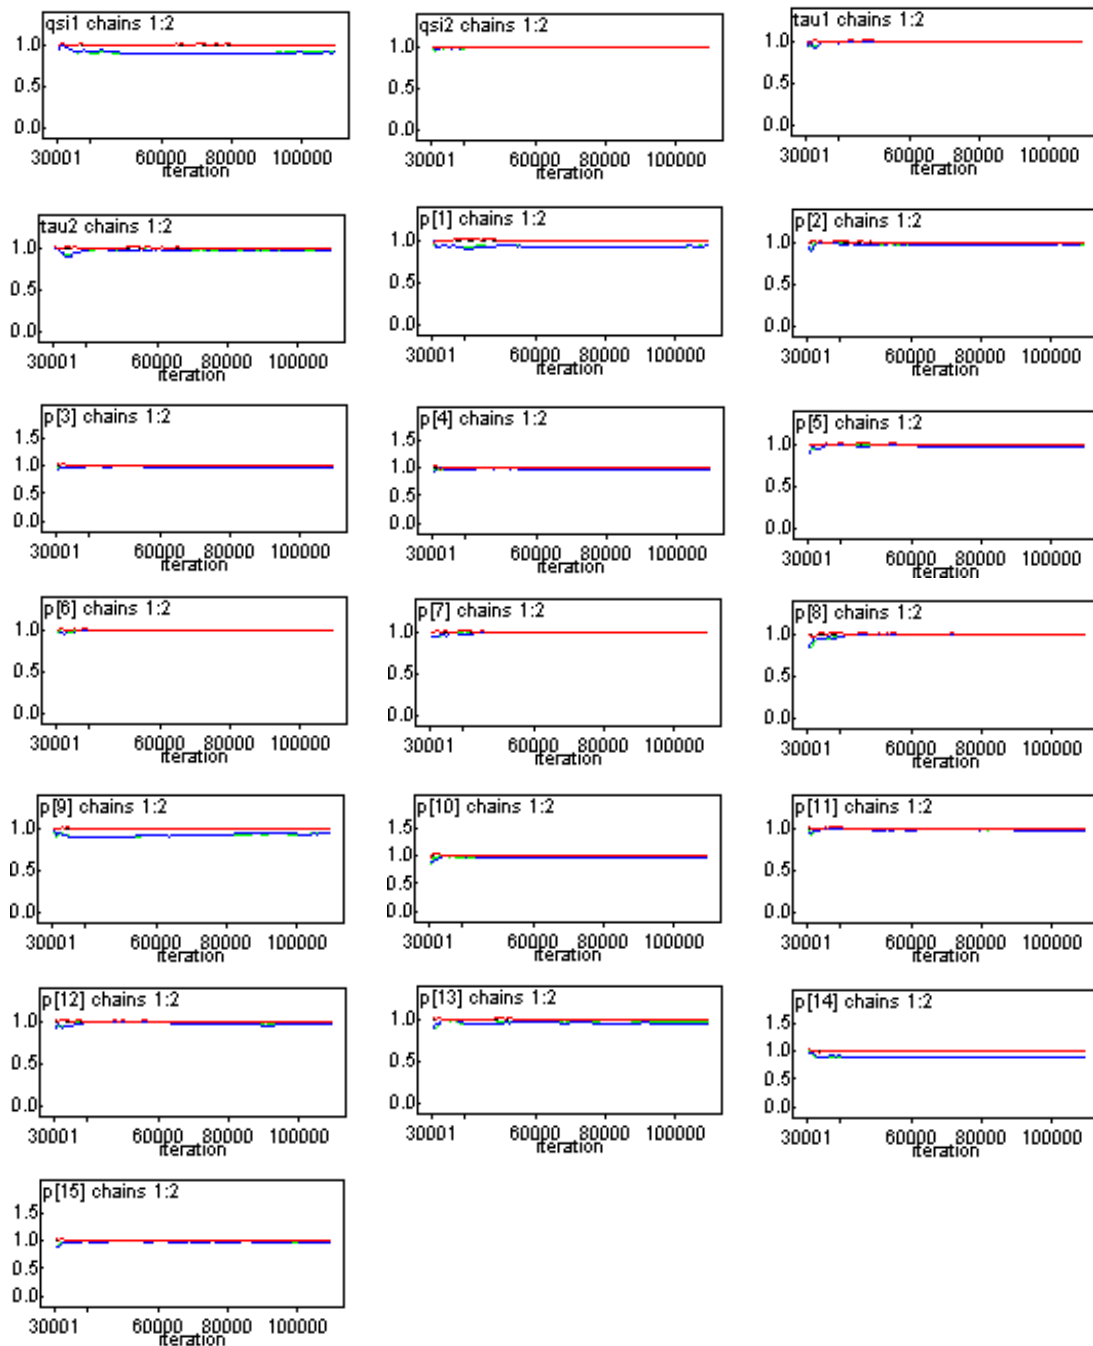 qsi1 chains 1:2
1.0
0.5
0.0
30001 60000 80000 100000
iteration
qsi2 chains 1:2
1.0
0.5
0.0
30001 60000 80000 100000
iteration
tau1 chains 1:2
1.0
0.5
0.0
30001 60000 80000 100000
iteration
tau2 chains 1:2
1.0
0.5
0.0
30001 60000 80000 100000
iteration
p[1] chains 1:2
1.0
0.5
0.0
30001 60000 80000 100000
iteration
p[2] chains 1:2
1.0
0.5
0.0
30001 60000 80000 100000
iteration
p[3] chains 1:2
1.5
1.0
0.5
0.0
30001 60000 80000 100000
iteration
p[4] chains 1:2
1.5
1.0
0.5
0.0
30001 60000 80000 100000
iteration
p[5] chains 1:2
1.0
0.5
0.0
30001 60000 80000 100000
iteration
p[6] chains 1:2
1.0
0.5
0.0
30001 60000 80000 100000
iteration
p[7] chains 1:2
1.0
0.5
0.0
30001 60000 80000 100000
iteration
p[8] chains 1:2
1.0
0.5
0.0
30001 60000 80000 100000
iteration
p[9] chains 1:2
1.0
0.5
0.0
30001 60000 80000 100000
iteration
p[10] chains 1:2
1.5
1.0
0.5
0.0
30001 60000 80000 100000
iteration
p[11] chains 1:2
1.0
0.5
0.0
30001 60000 80000 100000
iteration
p[12] chains 1:2
1.0
0.5
0.0
30001 60000 80000 100000
iteration
p[13] chains 1:2
1.0
0.5
0.0
30001 60000 80000 100000
iteration
p[14] chains 1:2
1.5
1.0
0.5
0.0
30001 60000 80000 100000
iteration
p[15] chains 1:2
1.5
1.0
0.5
0.0
30001 60000 80000 100000
iteration